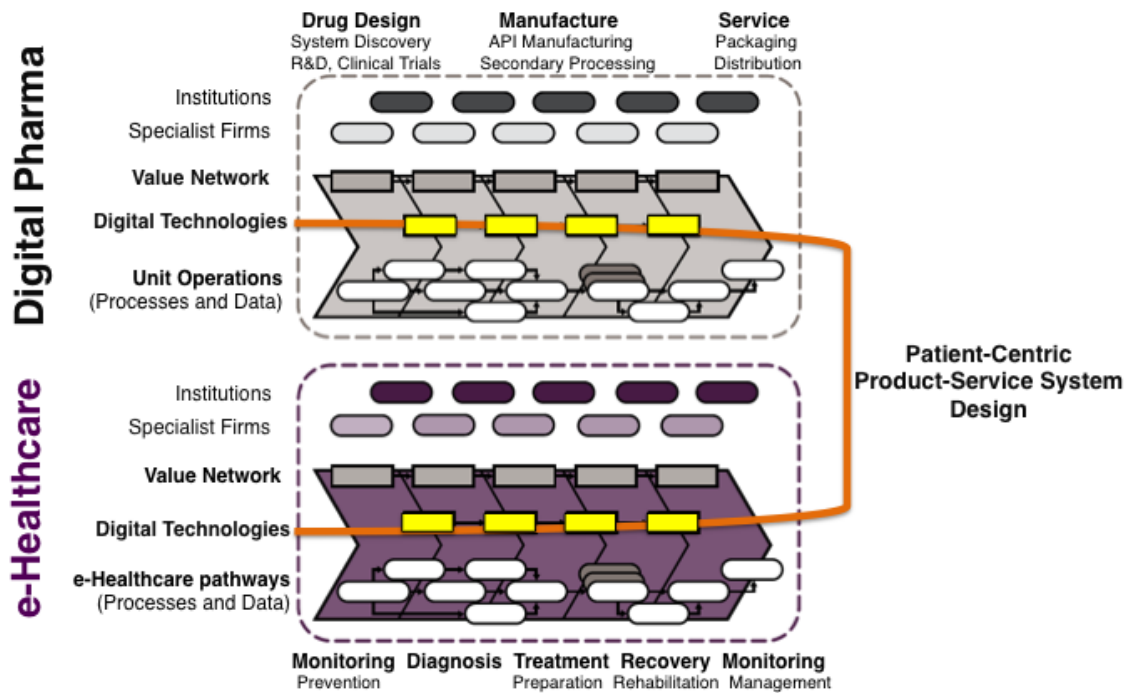 Drug Design
System Discovery
R&D, Clinical Trials
Manufacture
API Manufacturing
Secondary Processing
Service
Packaging
Distribution
Digital Pharma
Institutions
Specialist Firms
Value Network
Digital Technologies
Unit Operations
(Processes and Data)
Patient-Centric
Product-Service System
Design
e-Healthcare
Institutions
Specialist Firms
Value Network
Digital Technologies
e-Healthcare pathways
(Processes and Data)
Monitoring
Prevention
Diagnosis
Treatment
Preparation
Recovery
Rehabilitation
Monitoring
Management